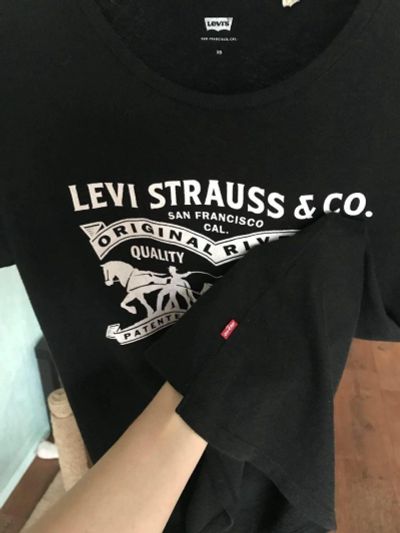 Levi's
SAN FRANCISCO, CAL.
LEVI STRAUSS & CO.
SAN FRANCISCO
CAL.
ORIGINAL RIV
QUALITY
PATENTE